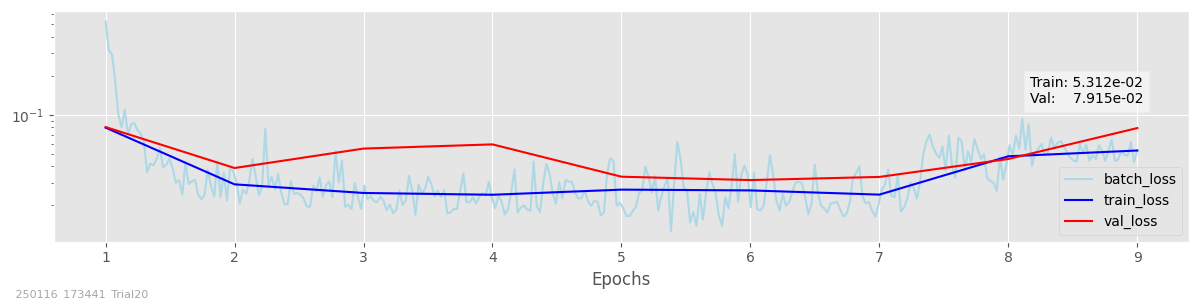 10⁻¹
Train: 5.312e-02
Val: 7.915e-02
batch_loss
train_loss
val_loss
1 2 3 4 5 6 7 8 9
Epochs
250116_173441_Trial20